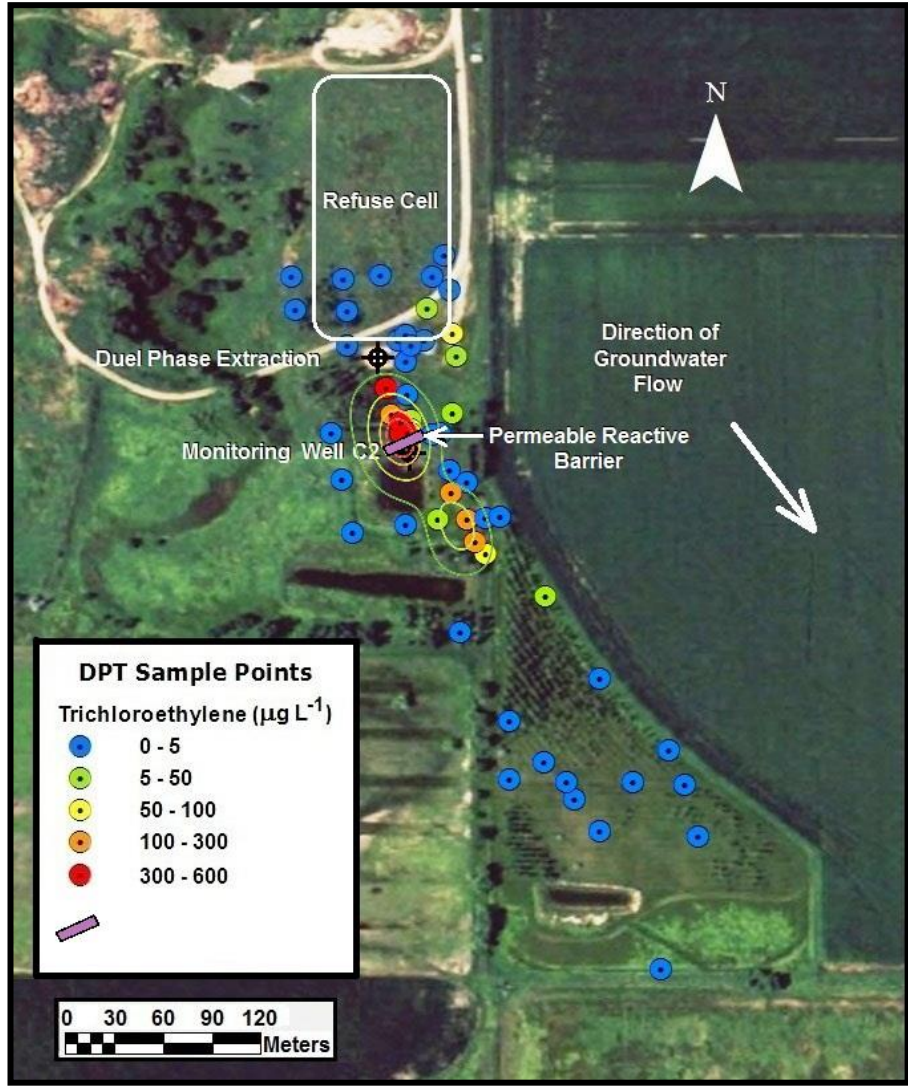 N
Refuse Cell
Direction of
Groundwater
Flow
Duel Phase Extraction
Monitoring Well C2
Permeable Reactive
Barrier
DPT Sample Points
Trichloroethylene (µg L⁻¹)
0 - 5
5 - 50
50 - 100
100 - 300
300 - 600
0 30 60 90 120
Meters